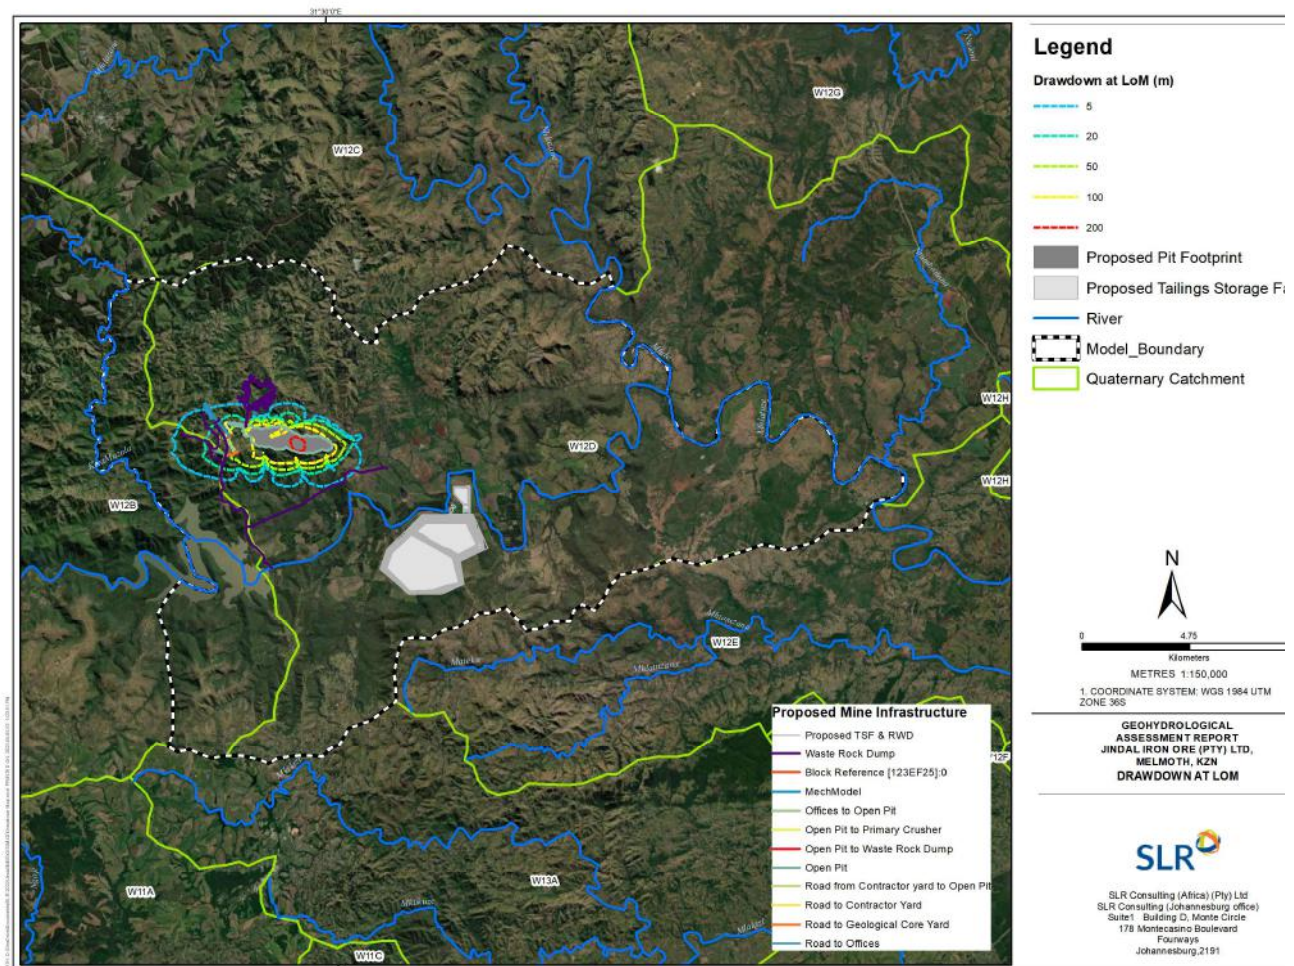 31°30'0"E
Legend
Drawdown at LoM (m)
5
20
50
100
200
Proposed Pit Footprint
Proposed Tailings Storage Fa
River
Model_Boundary
Quaternary Catchment
W12G
W12C
W12H
W12D
W12H
W12B
KwaMazula
W12E
W12F
W13A
W11A
W11C
N
0 4.75
Kilometers
METRES 1:150,000
1. COORDINATE SYSTEM: WGS 1984 UTM
ZONE 36S
GEOHYDROLOGICAL
ASSESSMENT REPORT
JINDAL IRON ORE (PTY) LTD,
MELMOTH, KZN
DRAWDOWN AT LOM
Proposed Mine Infrastructure
Proposed TSF & RWD
Waste Rock Dump
Block Reference [123EF25]:0
MechModel
Offices to Open Pit
Open Pit to Primary Crusher
Open Pit to Waste Rock Dump
Open Pit
Road from Contractor yard to Open Pit
Road to Contractor Yard
Road to Geological Core Yard
Road to Offices
SLR
SLR Consulting (Africa) (Pty) Ltd
SLR Consulting (Johannesburg office)
Suite1 Building D, Monte Circle
178 Montecasino Boulevard
Fourways
Johannesburg,2191